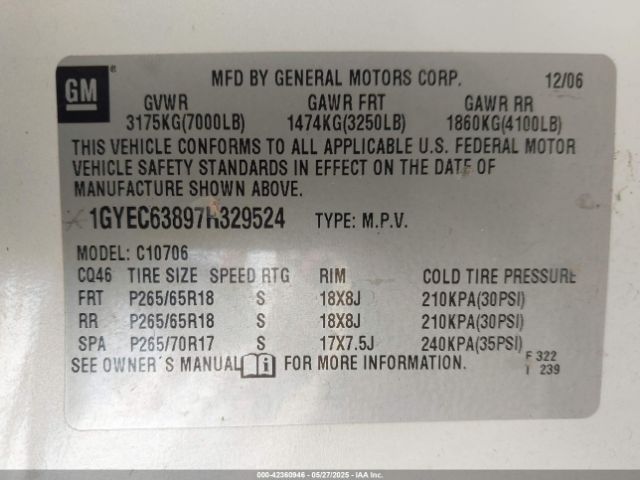 GM ®
MFD BY GENERAL MOTORS CORP. 12/06
GVWR GAWR FRT GAWR RR
3175KG(7000LB) 1474KG(3250LB) 1860KG(4100LB)
THIS VEHICLE CONFORMS TO ALL APPLICABLE U.S. FEDERAL MOTOR
VEHICLE SAFETY STANDARDS IN EFFECT ON THE DATE OF
MANUFACTURE SHOWN ABOVE.
1GYEC63897R329524 TYPE: M.P.V.
MODEL: C10706
CQ46 TIRE SIZE SPEED RTG RIM COLD TIRE PRESSURE
FRT P265/65R18 S 18X8J 210KPA(30PSI)
RR P265/65R18 S 18X8J 210KPA(30PSI)
SPA P265/70R17 S 17X7.5J 240KPA(35PSI)
SEE OWNER'S MANUAL i FOR MORE INFORMATION.
F 322
T 239
000-42360946 - 05/27/2025 - IAAI.COM